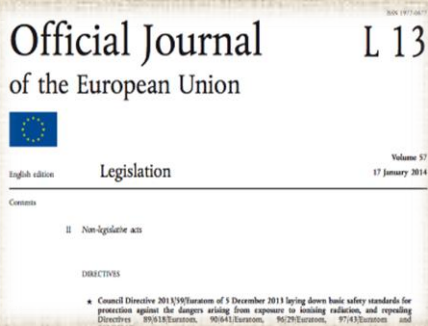 ISSN 1977-0677
Official Journal
L 13
of the European Union
Volume 57
English edition
Legislation
17 January 2014
Contents
II Non-legislative acts
DIRECTIVES
★ Council Directive 2013/59/Euratom of 5 December 2013 laying down basic safety standards for
protection against the dangers arising from exposure to ionising radiation, and repealing
Directives 89/618/Euratom, 90/641/Euratom, 96/29/Euratom, 97/43/Euratom and